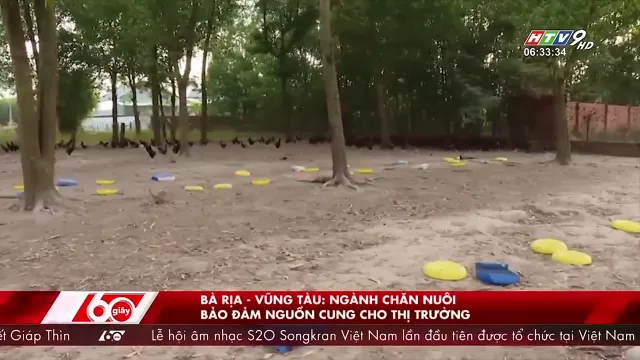 HTV9 HD
06:33:34
BÀ RỊA - VŨNG TÀU: NGÀNH CHĂN NUÔI
BẢO ĐẢM NGUỒN CUNG CHO THỊ TRƯỜNG
60 giây
ết Giáp Thìn 60 Lễ hội âm nhạc S2O Songkran Việt Nam lần đầu tiên được tổ chức tại Việt Nam